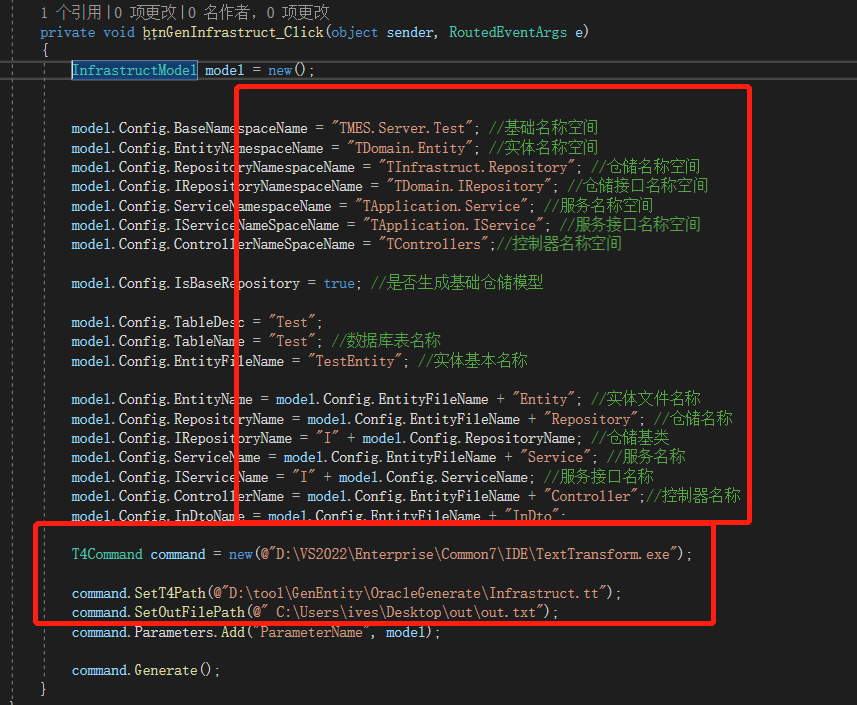 1 个引用|0 项更改|0 名作者，0 项更改
private void btnGenInfrastruct_Click(object sender, RoutedEventArgs e)
{
InfrastructModel model = new();
model.Config.BaseNamespaceName = "TMES.Server.Test"; //基础名称空间
model.Config.EntityNamespaceName = "TDomain.Entity"; //实体名称空间
model.Config.RepositoryNamespaceName = "TInfrastruct.Repository"; //仓储名称空间
model.Config.IRepositoryNamespaceName = "TDomain.IRepository"; //仓储接口名称空间
model.Config.ServiceNamespaceName = "TApplication.Service"; //服务名称空间
model.Config.IServiceNameSpaceName = "TApplication.IService"; //服务接口名称空间
model.Config.ControllerNameSpaceName = "TControllers";//控制器名称空间
model.Config.IsBaseRepository = true; //是否生成基础仓储模型
model.Config.TableDesc = "Test";
model.Config.TableName = "Test"; //数据库表名称
model.Config.EntityFileName = "TestEntity"; //实体基本名称
model.Config.EntityName = model.Config.EntityFileName + "Entity"; //实体文件名称
model.Config.RepositoryName = model.Config.EntityFileName + "Repository"; //仓储名称
model.Config.IRepositoryName = "I" + model.Config.RepositoryName; //仓储基类
model.Config.ServiceName = model.Config.EntityFileName + "Service"; //服务名称
model.Config.IServiceName = "I" + model.Config.ServiceName; //服务接口名称
model.Config.ControllerName = model.Config.EntityFileName + "Controller";//控制器名称
model.Config.InDtoName = model.Config.EntityFileName + "InDto";
T4Command command = new(@"D:\VS2022\Enterprise\Common7\IDE\TextTransform.exe");
command.SetT4Path(@"D:\tool\GenEntity\OracleGenerate\Infrastruct.tt");
command.SetOutFilePath(@" C:\Users\ives\Desktop\out\out.txt");
command.Parameters.Add("ParameterName", model);
command.Generate();
}